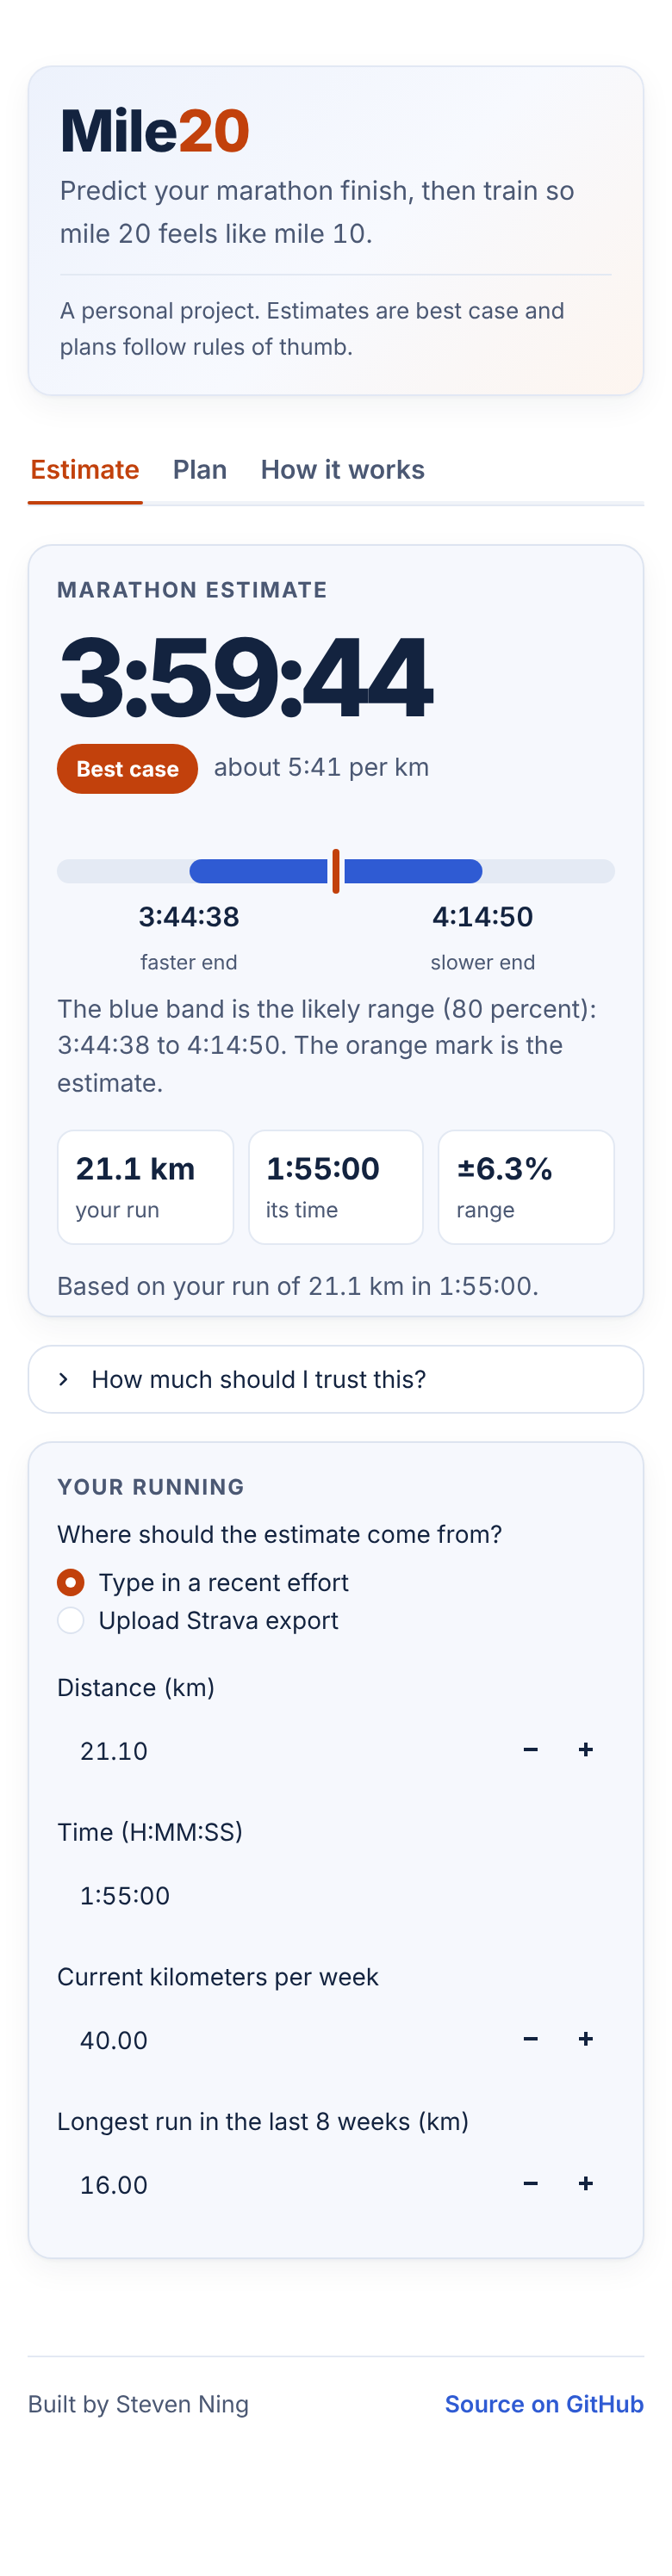 Mile20
Predict your marathon finish, then train so
mile 20 feels like mile 10.
A personal project. Estimates are best case and
plans follow rules of thumb.
Estimate Plan How it works
MARATHON ESTIMATE
3:59:44
Best case about 5:41 per km
3:44:38 4:14:50
faster end slower end
The blue band is the likely range (80 percent):
3:44:38 to 4:14:50. The orange mark is the
estimate.
21.1 km 1:55:00 ±6.3%
your run its time range
Based on your run of 21.1 km in 1:55:00.
How much should I trust this?
YOUR RUNNING
Where should the estimate come from?
Type in a recent effort
Upload Strava export
Distance (km)
21.10 − +
Time (H:MM:SS)
1:55:00
Current kilometers per week
40.00 − +
Longest run in the last 8 weeks (km)
16.00 − +
Built by Steven Ning Source on GitHub